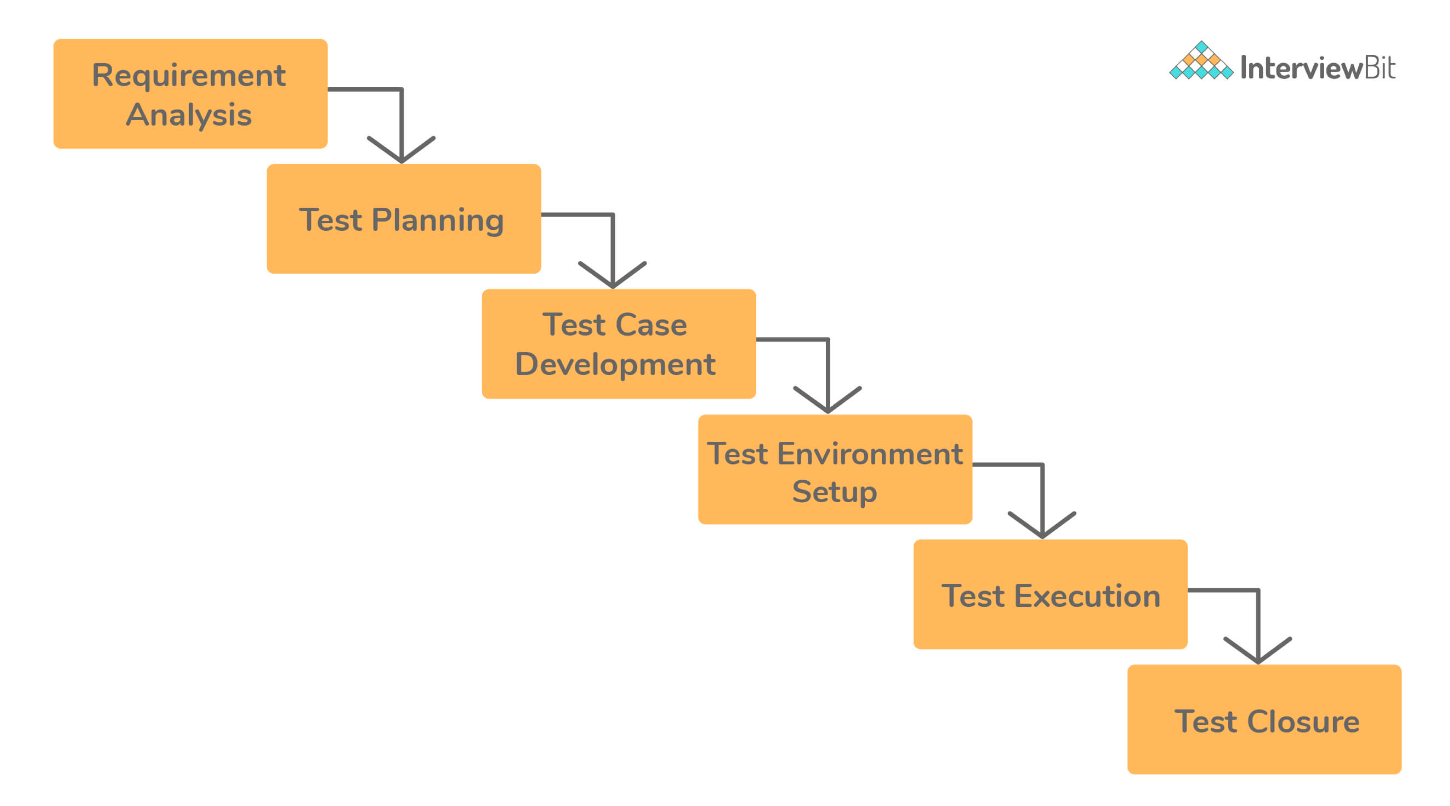 Requirement
Analysis
InterviewBit
Test Planning
Test Case
Development
Test Environment
Setup
Test Execution
Test Closure